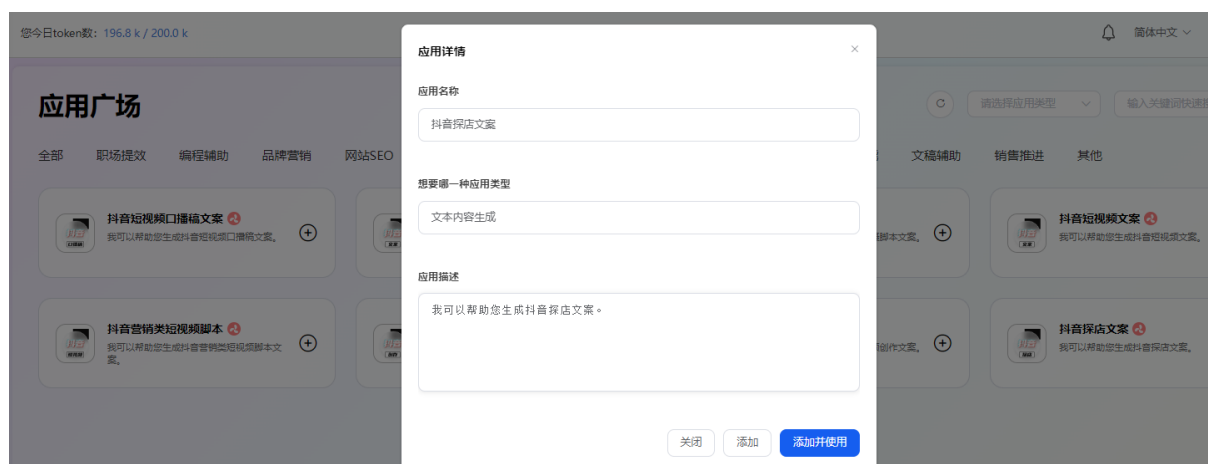 您今日token数：196.8 k / 200.0 k
简体中文
应用详情
应用名称
抖音探店文案
想要哪一种应用类型
文本内容生成
应用描述
我可以帮助您生成抖音探店文案。
关闭 添加 添加并使用
应用广场
请选择应用类型
输入关键词快速
全部 职场提效 编程辅助 品牌营销 网站SEO
文稿辅助 销售推进 其他
抖音短视频口播稿文案
我可以帮助您生成抖音短视频口播稿文案。
脚本文案。
抖音短视频文案
我可以帮助您生成抖音短视频文案。
抖音营销类短视频脚本
我可以帮助您生成抖音营销类短视频脚本文
案。
创作文案。
抖音探店文案
我可以帮助您生成抖音探店文案。